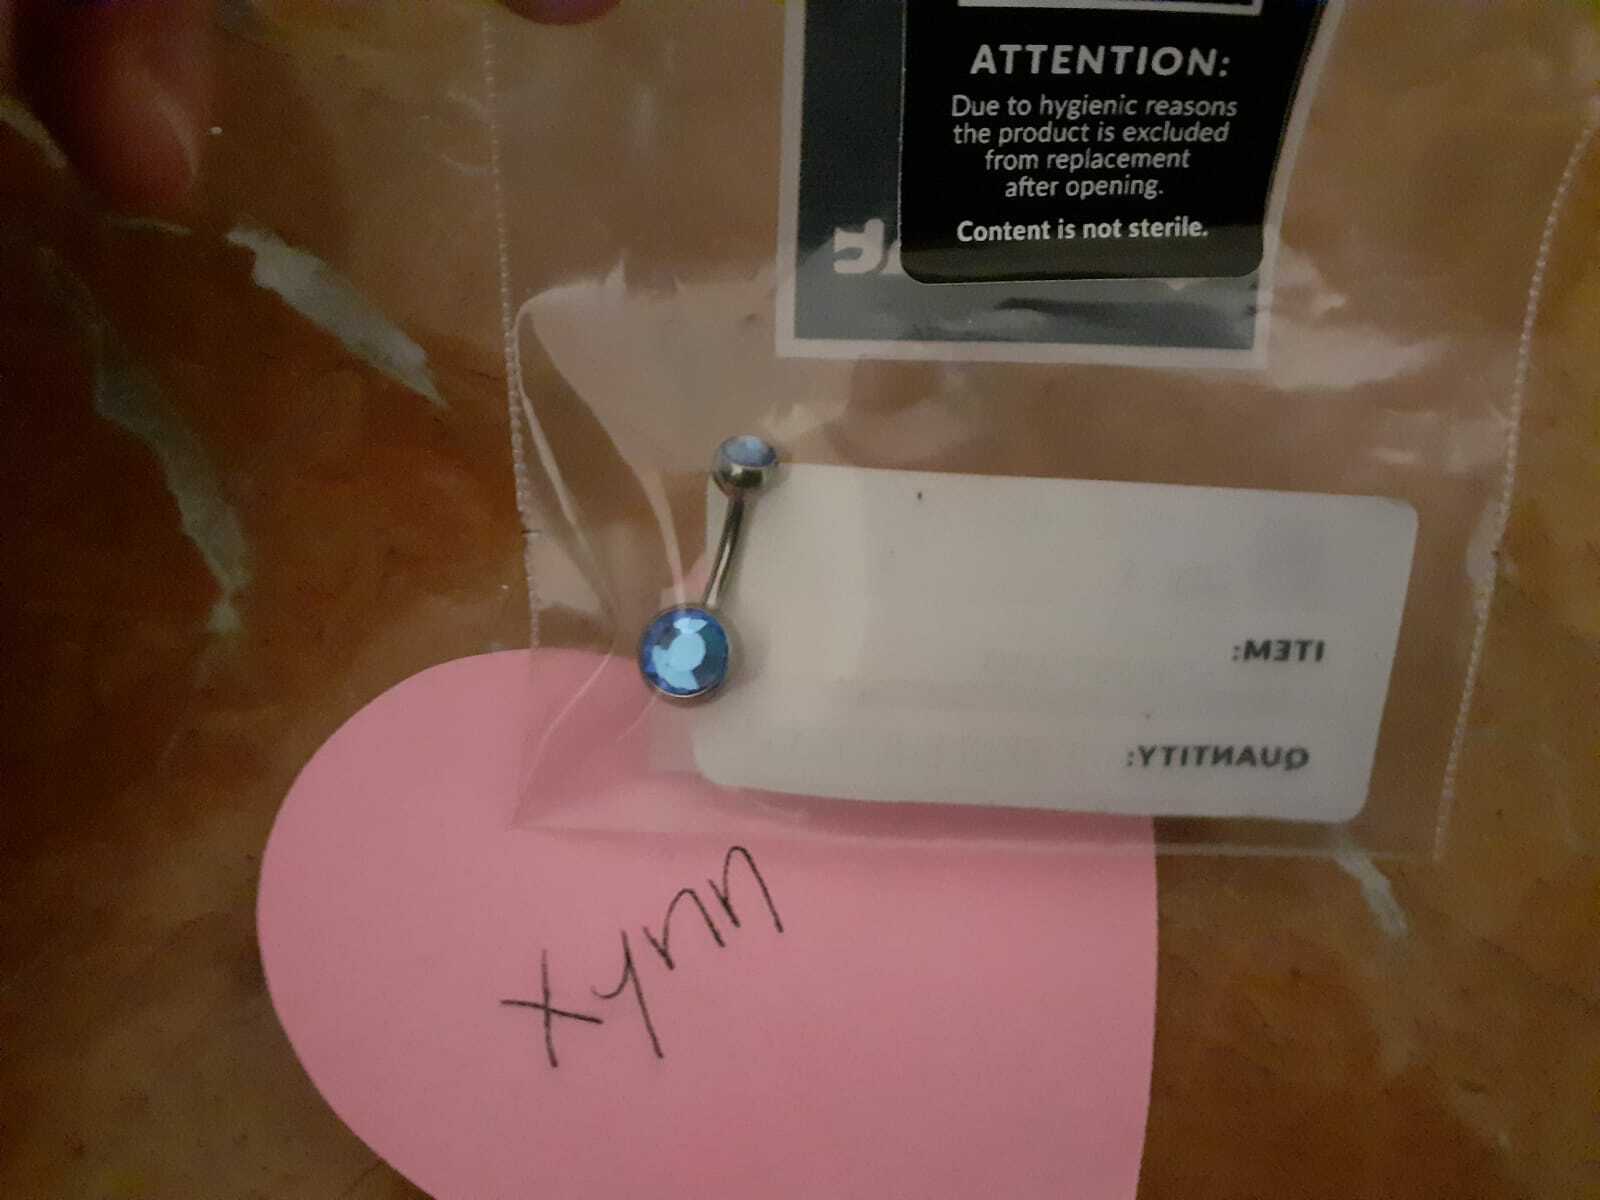 ATTENTION:
Due to hygienic reasons
the product is excluded
from replacement
after opening.
Content is not sterile.
ITEM:
QUANTITY:
xynn